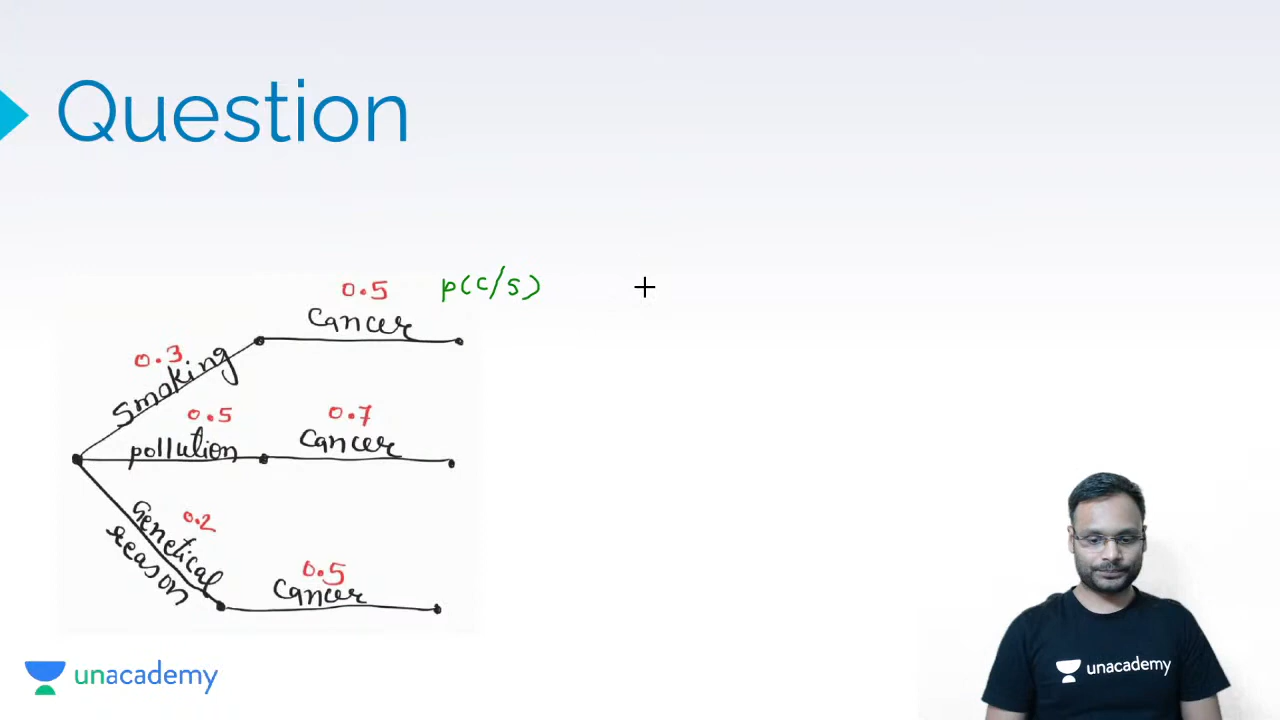 Question
0.5 p(c/s)
Cancer
0.3
Smoking
0.5 0.7
pollution Cancer
0.2
Genetical
reason
0.5
Cancer
unacademy
unacademy